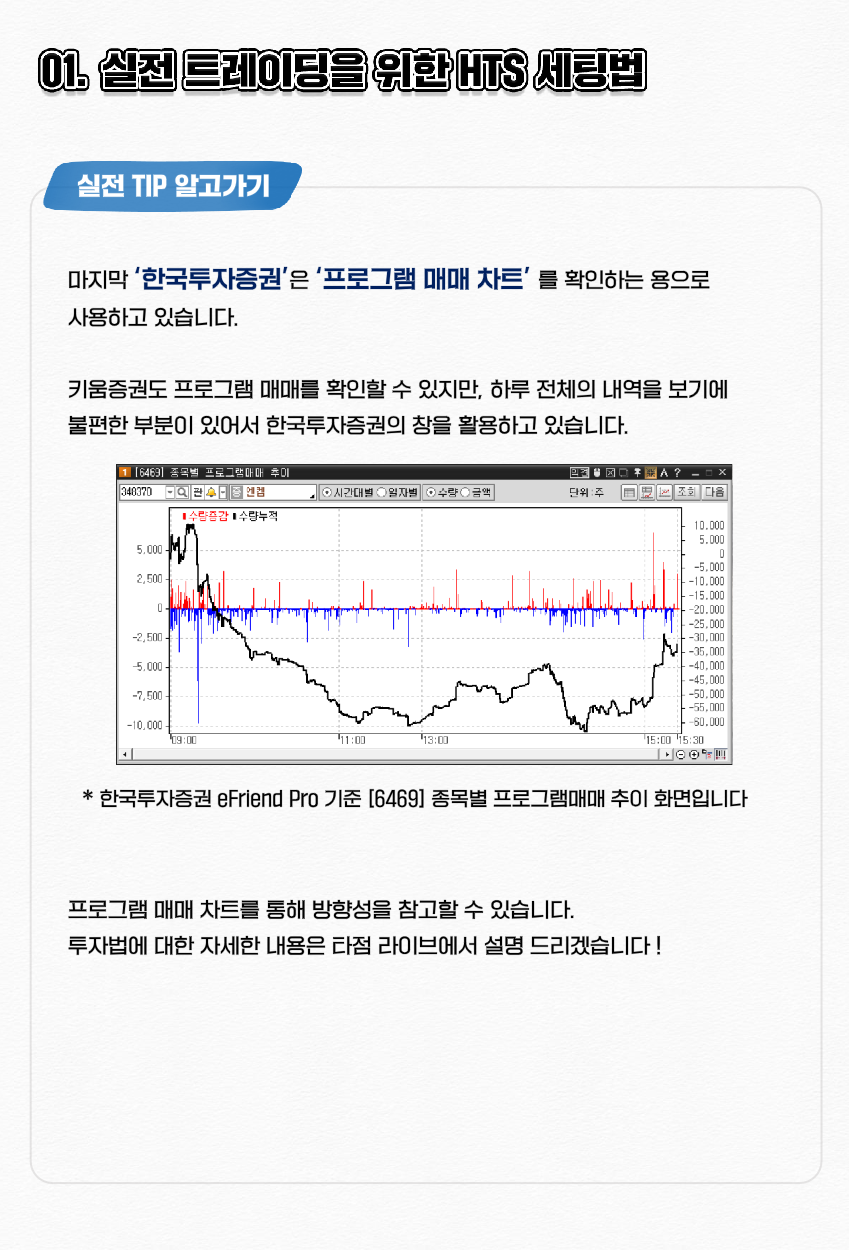 01. 실전 트레이딩을 위한 HTS 세팅법
실전 TIP 알고가기
마지막 ‘한국투자증권’은 ‘프로그램 매매 차트’ 를 확인하는 용으로
사용하고 있습니다.
키움증권도 프로그램 매매를 확인할 수 있지만, 하루 전체의 내역을 보기에
불편한 부분이 있어서 한국투자증권의 창을 활용하고 있습니다.
1 [6469] 종목별 프로그램매매 추이
348370 관 엔켐 시간대별 일자별 수량 금액 단위:주 조회 다음
수량증감 수량누적
5,000
2,500
0
-2,500
-5,000
-7,500
-10,000
10,000
5,000
0
-5,000
-10,000
-15,000
-20,000
-25,000
-30,000
-35,000
-40,000
-45,000
-50,000
-55,000
-60,000
09:00 11:00 13:00 15:00 15:30
* 한국투자증권 eFriend Pro 기준 [6469] 종목별 프로그램매매 추이 화면입니다
프로그램 매매 차트를 통해 방향성을 참고할 수 있습니다.
투자법에 대한 자세한 내용은 타점 라이브에서 설명 드리겠습니다 !